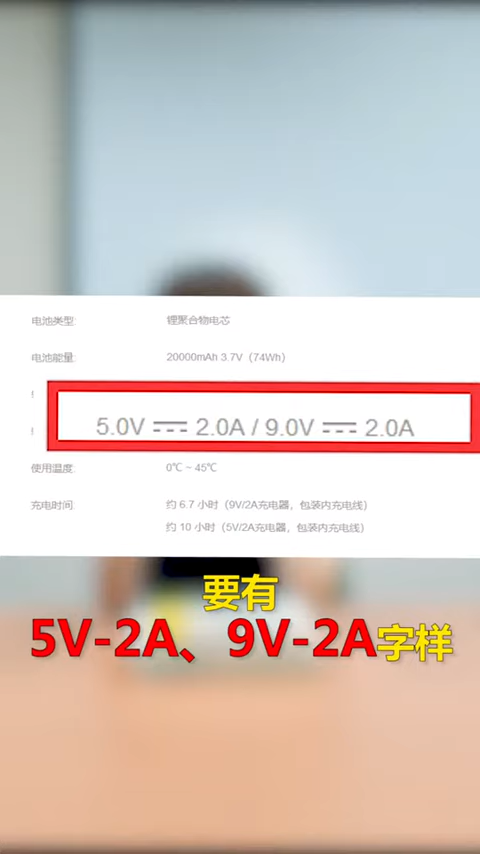 电池类型:
锂聚合物电芯
电池能量:
20000mAh 3.7V（74Wh）
5.0V ⎓ 2.0A / 9.0V ⎓ 2.0A
使用温度:
0℃ ~ 45℃
充电时间:
约 6.7 小时（9V/2A充电器，包装内充电线）
约 10 小时（5V/2A充电器，包装内充电线）
要有
5V-2A、9V-2A字样